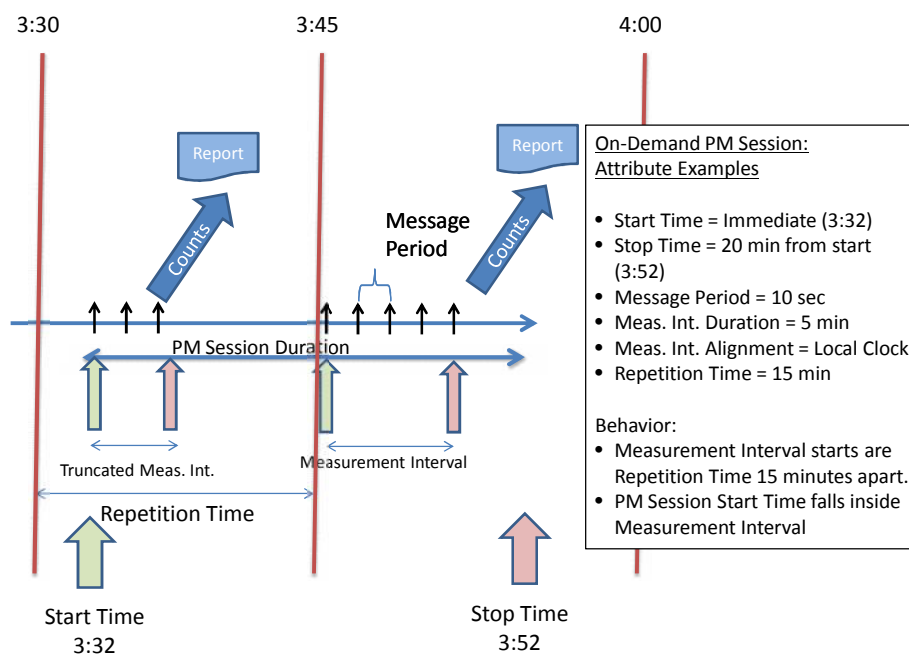 3:30
3:45
4:00
Report
Report
Counts
Counts
Message
Period
PM Session Duration
Truncated Meas. Int.
Measurement Interval
Repetition Time
Start Time
3:32
Stop Time
3:52
On-Demand PM Session:
Attribute Examples
• Start Time = Immediate (3:32)
• Stop Time = 20 min from start
(3:52)
• Message Period = 10 sec
• Meas. Int. Duration = 5 min
• Meas. Int. Alignment = Local Clock
• Repetition Time = 15 min
Behavior:
• Measurement Interval starts are
Repetition Time 15 minutes apart.
• PM Session Start Time falls inside
Measurement Interval